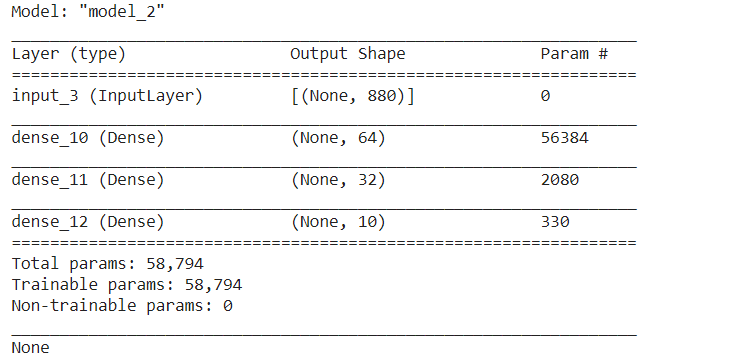 Model: "model_2"
_________________________________________________________________
Layer (type)                 Output Shape              Param #
=================================================================
input_3 (InputLayer)         [(None, 880)]             0
_________________________________________________________________
dense_10 (Dense)             (None, 64)                56384
_________________________________________________________________
dense_11 (Dense)             (None, 32)                2080
_________________________________________________________________
dense_12 (Dense)             (None, 10)                330
=================================================================
Total params: 58,794
Trainable params: 58,794
Non-trainable params: 0
_________________________________________________________________
None